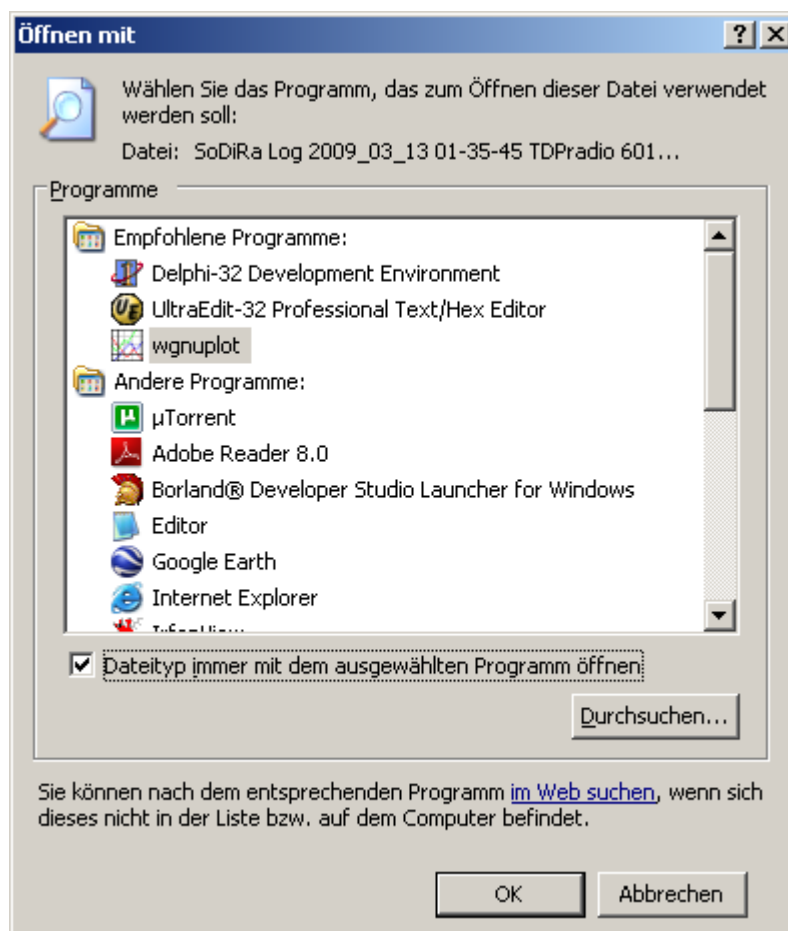 Öffnen mit
Wählen Sie das Programm, das zum Öffnen dieser Datei verwendet
werden soll:
Datei: SoDiRa Log 2009_03_13 01-35-45 TDPradio 601...
Programme
Empfohlene Programme:
Delphi-32 Development Environment
UltraEdit-32 Professional Text/Hex Editor
wgnuplot
Andere Programme:
µTorrent
Adobe Reader 8.0
Borland® Developer Studio Launcher for Windows
Editor
Google Earth
Internet Explorer
Dateityp immer mit dem ausgewählten Programm öffnen
Durchsuchen...
Sie können nach dem entsprechenden Programm im Web suchen, wenn sich
dieses nicht in der Liste bzw. auf dem Computer befindet.
OK
Abbrechen